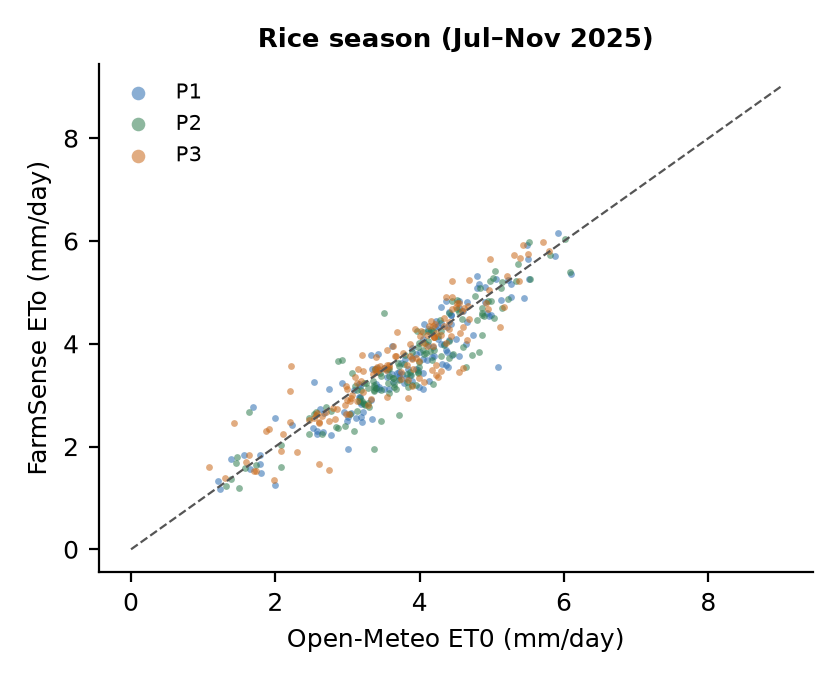 Rice season (Jul–Nov 2025)
P1
P2
P3
FarmSense ETo (mm/day)
8
6
4
2
0
0 2 4 6 8
Open-Meteo ET0 (mm/day)